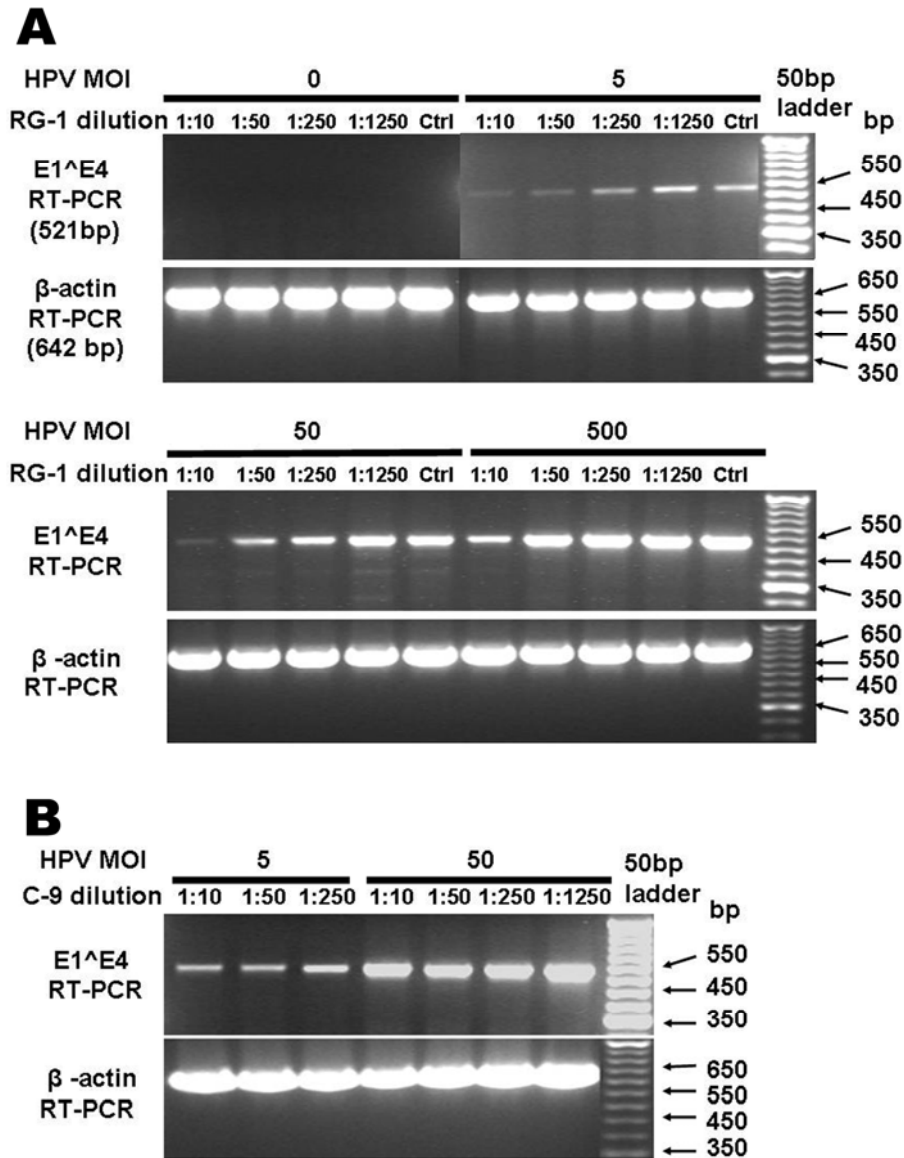 A
HPV MOI 0 5 50bp
ladder
RG-1 dilution 1:10 1:50 1:250 1:1250 Ctrl 1:10 1:50 1:250 1:1250 Ctrl bp
E1^E4
RT-PCR
(521bp)
550
450
350
β-actin
RT-PCR
(642 bp)
650
550
450
350
HPV MOI 50 500
RG-1 dilution 1:10 1:50 1:250 1:1250 Ctrl 1:10 1:50 1:250 1:1250 Ctrl
E1^E4
RT-PCR
550
450
350
β -actin
RT-PCR
650
550
450
350
B
HPV MOI 5 50 50bp
ladder
C-9 dilution 1:10 1:50 1:250 1:10 1:50 1:250 1:1250
bp
E1^E4
RT-PCR
550
450
350
β -actin
RT-PCR
650
550
450
350